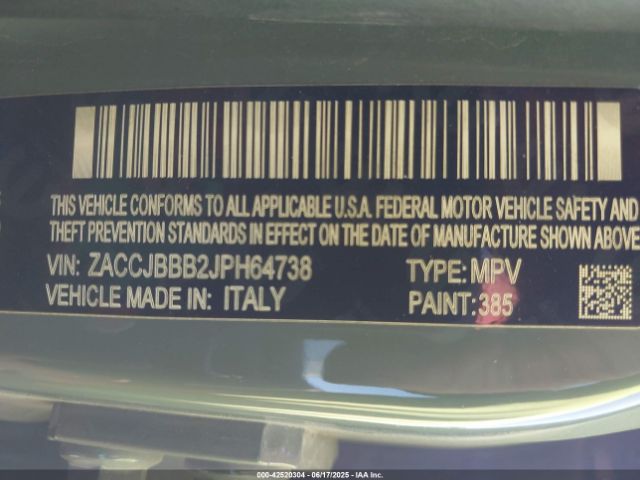 THIS VEHICLE CONFORMS TO ALL APPLICABLE U.S.A. FEDERAL MOTOR VEHICLE SAFETY AND
THEFT PREVENTION STANDARDS IN EFFECT ON THE DATE OF MANUFACTURE SHOWN ABOVE
VIN: ZACCJBBB2JPH64738 TYPE: MPV
VEHICLE MADE IN: ITALY PAINT: 385
000-42520304 - 06/17/2025 - IAAI.com